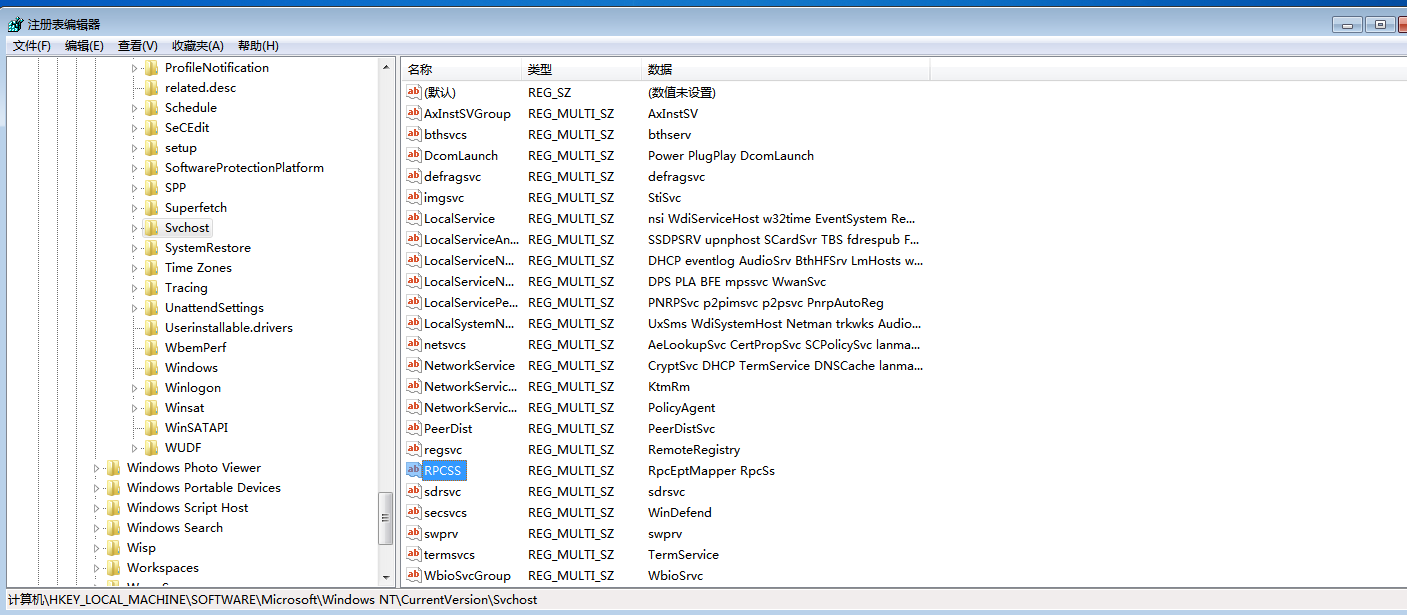 注册表编辑器
文件(F) 编辑(E) 查看(V) 收藏夹(A) 帮助(H)
ProfileNotification
related.desc
Schedule
SeCEdit
setup
SoftwareProtectionPlatform
SPP
Superfetch
Svchost
SystemRestore
Time Zones
Tracing
UnattendSettings
Userinstallable.drivers
WbemPerf
Windows
Winlogon
Winsat
WinSATAPI
WUDF
Windows Photo Viewer
Windows Portable Devices
Windows Script Host
Windows Search
Wisp
Workspaces
名称 类型 数据
(默认) REG_SZ (数值未设置)
AxInstSVGroup REG_MULTI_SZ AxInstSV
bthsvcs REG_MULTI_SZ bthserv
DcomLaunch REG_MULTI_SZ Power PlugPlay DcomLaunch
defragsvc REG_MULTI_SZ defragsvc
imgsvc REG_MULTI_SZ StiSvc
LocalService REG_MULTI_SZ nsi WdiServiceHost w32time EventSystem Re...
LocalServiceAn... REG_MULTI_SZ SSDPSRV upnphost SCardSvr TBS fdrespub F...
LocalServiceN... REG_MULTI_SZ DHCP eventlog AudioSrv BthHFSrv LmHosts w...
LocalServiceN... REG_MULTI_SZ DPS PLA BFE mpssvc WwanSvc
LocalServicePe... REG_MULTI_SZ PNRPSvc p2pimsvc p2psvc PnrpAutoReg
LocalSystemN... REG_MULTI_SZ UxSms WdiSystemHost Netman trkwks Audio...
netsvcs REG_MULTI_SZ AeLookupSvc CertPropSvc SCPolicySvc lanma...
NetworkService REG_MULTI_SZ CryptSvc DHCP TermService DNSCache lanma...
NetworkServic... REG_MULTI_SZ KtmRm
NetworkServic... REG_MULTI_SZ PolicyAgent
PeerDist REG_MULTI_SZ PeerDistSvc
regsvc REG_MULTI_SZ RemoteRegistry
RPCSS REG_MULTI_SZ RpcEptMapper RpcSs
sdrsvc REG_MULTI_SZ sdrsvc
secsvcs REG_MULTI_SZ WinDefend
swprv REG_MULTI_SZ swprv
termsvcs REG_MULTI_SZ TermService
WbioSvcGroup REG_MULTI_SZ WbioSrvc
计算机\HKEY_LOCAL_MACHINE\SOFTWARE\Microsoft\Windows NT\CurrentVersion\Svchost